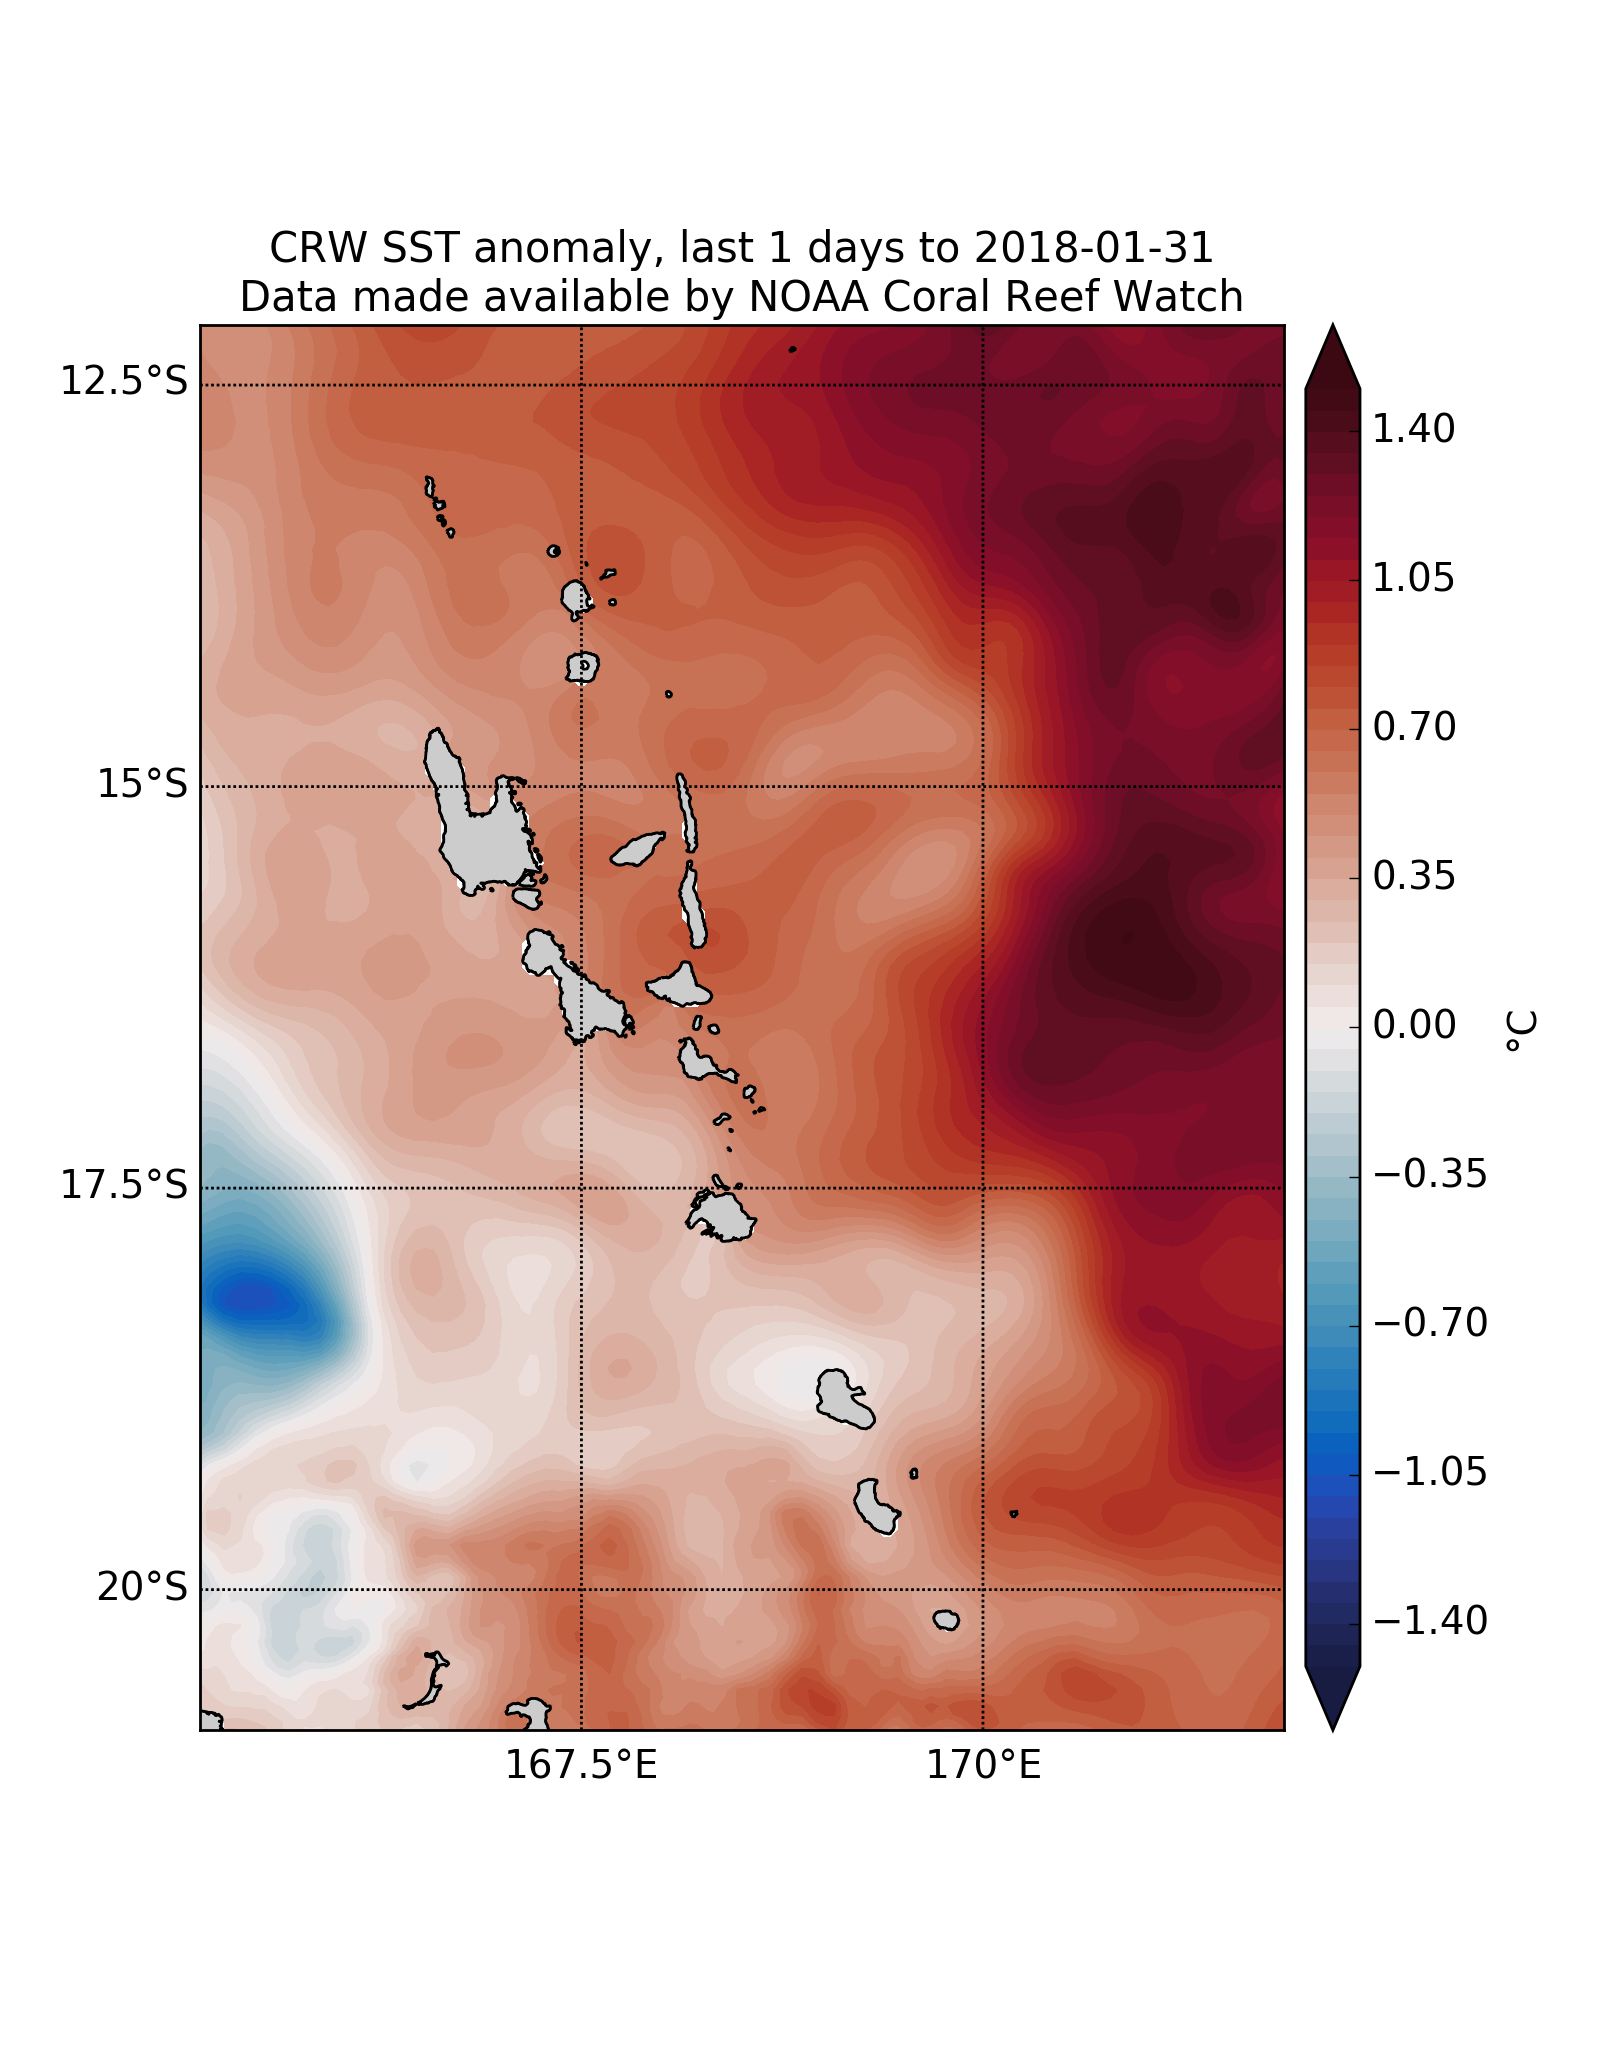 CRW SST anomaly, last 1 days to 2018-01-31
Data made available by NOAA Coral Reef Watch
12.5°S
15°S
17.5°S
20°S
167.5°E
170°E
1.40
1.05
0.70
0.35
0.00
−0.35
−0.70
−1.05
−1.40
°C